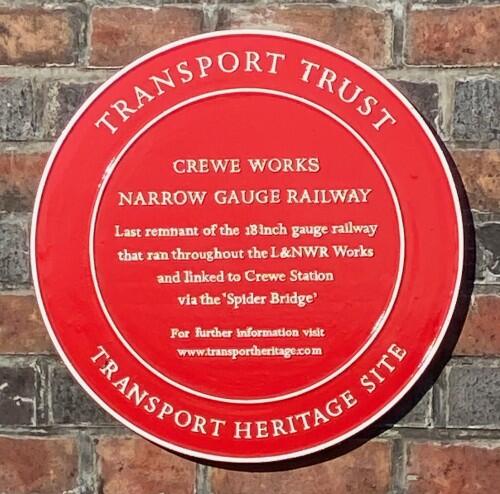 TRANSPORT TRUST
CREWE WORKS
NARROW GAUGE RAILWAY
Last remnant of the 18inch gauge railway
that ran throughout the L&NWR Works
and linked to Crewe Station
via the 'Spider Bridge'
For further information visit
www.transportheritage.com
TRANSPORT HERITAGE SITE